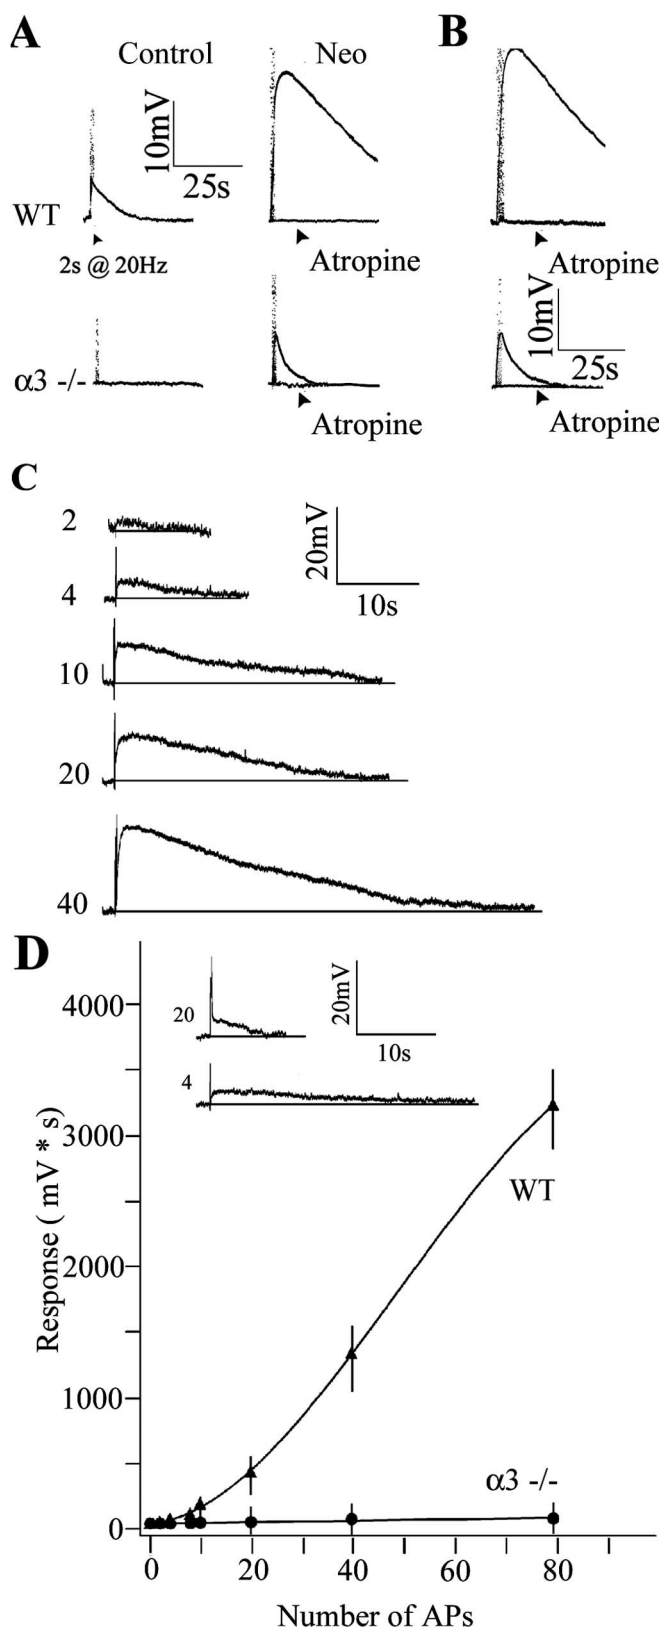 A
B
Control
Neo
10mV
25s
WT
2s @ 20Hz
Atropine
Atropine
10mV
25s
α3 -/-
Atropine
Atropine
C
2
4
10
20
40
20mV
10s
D
20
4
20mV
10s
4000
3000
2000
1000
0
Response ( mV * s)
WT
α3 -/-
0 20 40 60 80
Number of APs